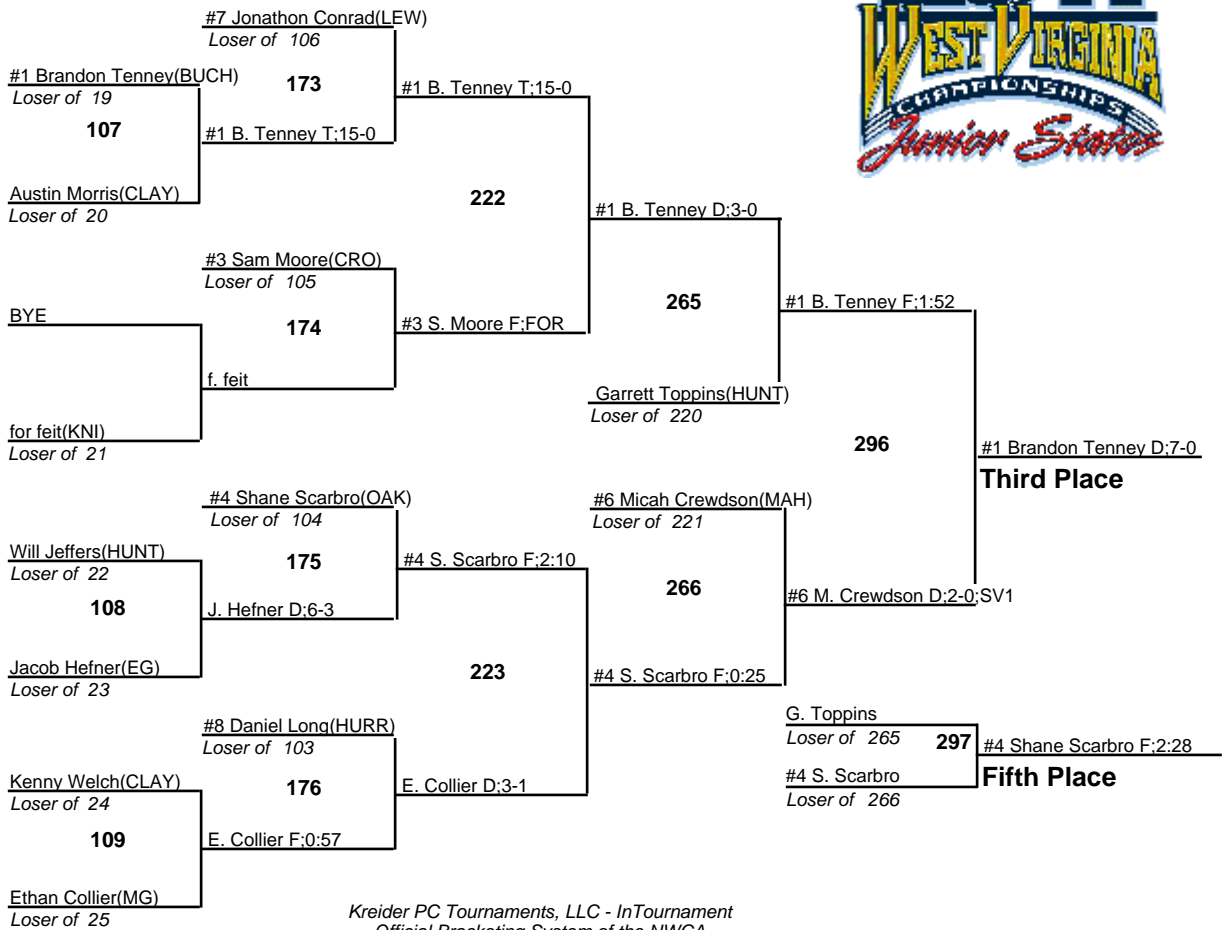 #7 Jonathon Conrad(LEW)
Loser of 106
#1 Brandon Tenney(BUCH)
Loser of 19
173
#1 B. Tenney T;15-0
107
#1 B. Tenney T;15-0
Austin Morris(CLAY)
Loser of 20
222
#1 B. Tenney D;3-0
#3 Sam Moore(CRO)
Loser of 105
BYE
174
#3 S. Moore F;FOR
265
#1 B. Tenney F;1:52
f. feit
Garrett Toppins(HUNT)
Loser of 220
for feit(KNI)
Loser of 21
296
#1 Brandon Tenney D;7-0
Third Place
#4 Shane Scarbro(OAK)
Loser of 104
#6 Micah Crewdson(MAH)
Loser of 221
Will Jeffers(HUNT)
Loser of 22
175
#4 S. Scarbro F;2:10
266
#6 M. Crewdson D;2-0;SV1
108
J. Hefner D;6-3
Jacob Hefner(EG)
Loser of 23
223
#4 S. Scarbro F;0:25
#8 Daniel Long(HURR)
Loser of 103
G. Toppins
Loser of 265
297
#4 Shane Scarbro F;2:28
Fifth Place
#4 S. Scarbro
Loser of 266
Kenny Welch(CLAY)
Loser of 24
176
E. Collier D;3-1
109
E. Collier F;0:57
Ethan Collier(MG)
Loser of 25
WEST VIRGINIA
CHAMPIONSHIPS
Junior States
Kreider PC Tournaments, LLC - InTournament
Official Bracketing System of the NWCA